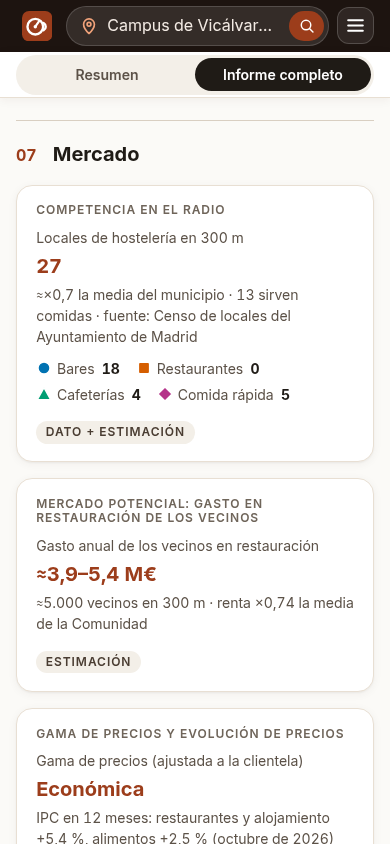 Campus de Vicálvar...
Resumen
Informe completo
07 Mercado
COMPETENCIA EN EL RADIO
Locales de hostelería en 300 m
27
≈×0,7 la media del municipio · 13 sirven
comidas · fuente: Censo de locales del
Ayuntamiento de Madrid
Bares 18 Restaurantes 0
Cafeterías 4 Comida rápida 5
DATO + ESTIMACIÓN
MERCADO POTENCIAL: GASTO EN
RESTAURACIÓN DE LOS VECINOS
Gasto anual de los vecinos en restauración
≈3,9–5,4 M€
≈5.000 vecinos en 300 m · renta ×0,74 la media
de la Comunidad
ESTIMACIÓN
GAMA DE PRECIOS Y EVOLUCIÓN DE PRECIOS
Gama de precios (ajustada a la clientela)
Económica
IPC en 12 meses: restaurantes y alojamiento
+5,4 %, alimentos +2,5 % (octubre de 2026)